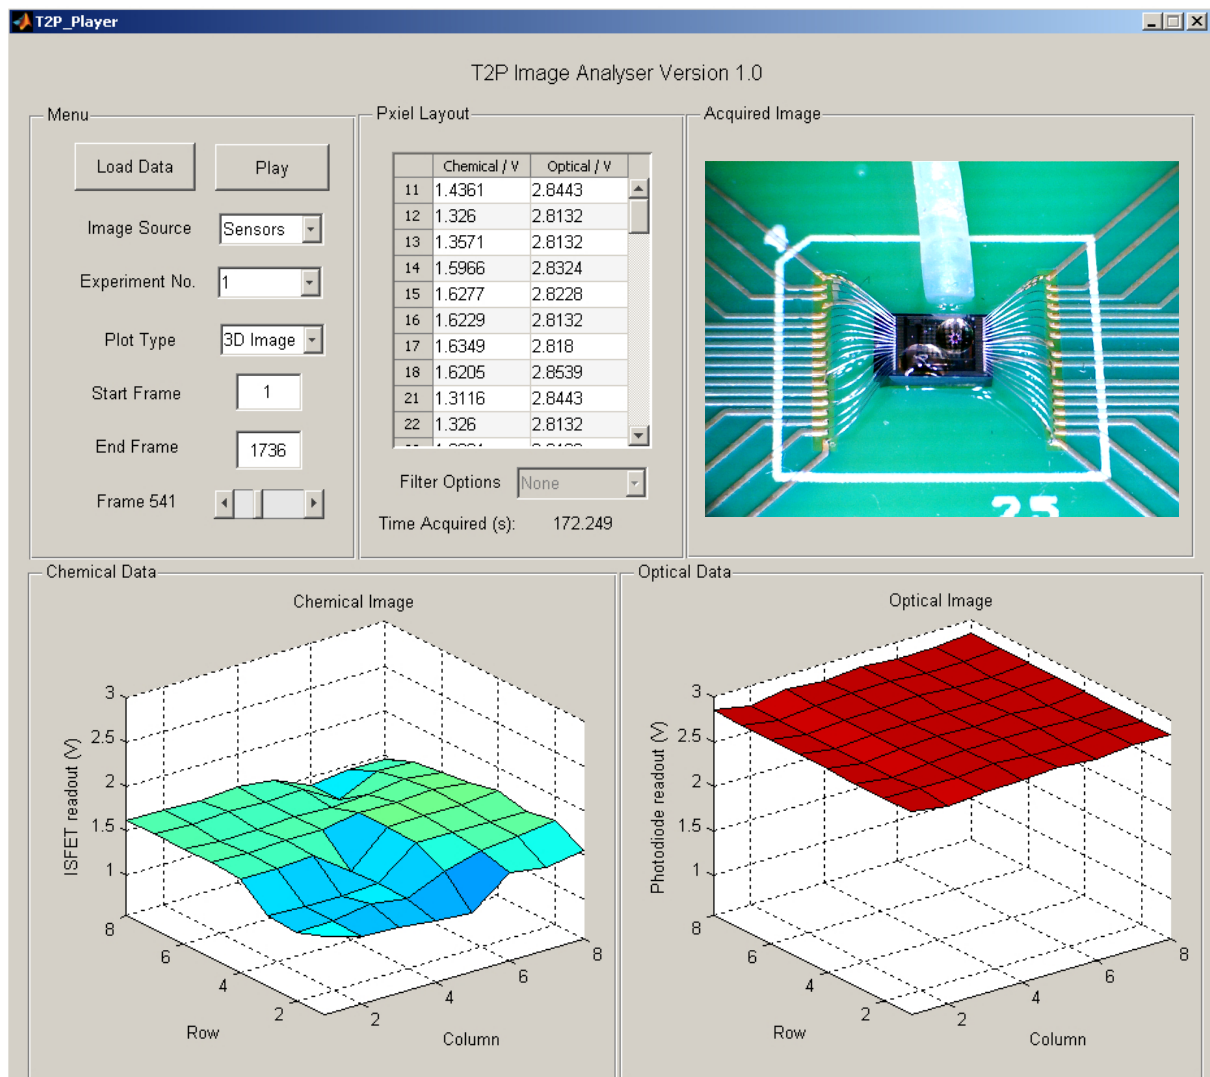 T2P_Player
T2P Image Analyser Version 1.0
Menu
Load Data
Play
Image Source
Sensors
Experiment No.
1
Plot Type
3D Image
Start Frame
1
End Frame
1736
Frame 541
Pxiel Layout
Chemical / V Optical / V
11 1.4361 2.8443
12 1.326 2.8132
13 1.3571 2.8132
14 1.5966 2.8324
15 1.6277 2.8228
16 1.6229 2.8132
17 1.6349 2.818
18 1.6205 2.8539
21 1.3116 2.8443
22 1.326 2.8132
Filter Options
None
Time Acquired (s): 172.249
Acquired Image
25
Chemical Data
Chemical Image
ISFET readout (V)
3
2.5
2
1.5
1
8
6
4
2
Row
2
4
6
8
Column
Optical Data
Optical Image
Photodiode readout (V)
3
2.5
2
1.5
1
8
6
4
2
Row
2
4
6
8
Column